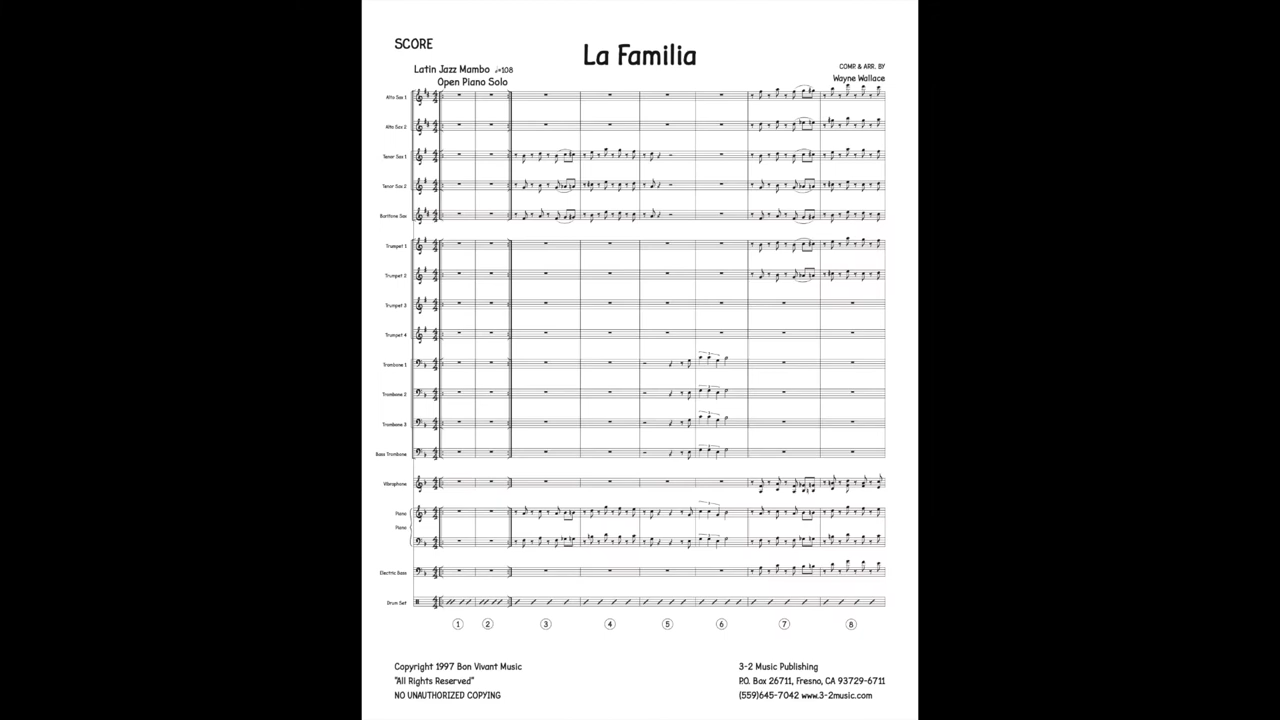 SCORE
La Familia
Latin Jazz Mambo ♩=108
Open Piano Solo
COMP. & ARR. BY
Wayne Wallace
Alto Sax 1
Alto Sax 2
Tenor Sax 1
Tenor Sax 2
Baritone Sax
Trumpet 1
Trumpet 2
Trumpet 3
Trumpet 4
Trombone 1
Trombone 2
Trombone 3
Bass Trombone
Vibraphone
Piano
Piano
Electric Bass
Drum Set
1 2 3 4 5 6 7 8
Copyright 1997 Bon Vivant Music
"All Rights Reserved"
NO UNAUTHORIZED COPYING
3-2 Music Publishing
P.O. Box 26711, Fresno, CA 93729-6711
(559)645-7042 www.3-2music.com